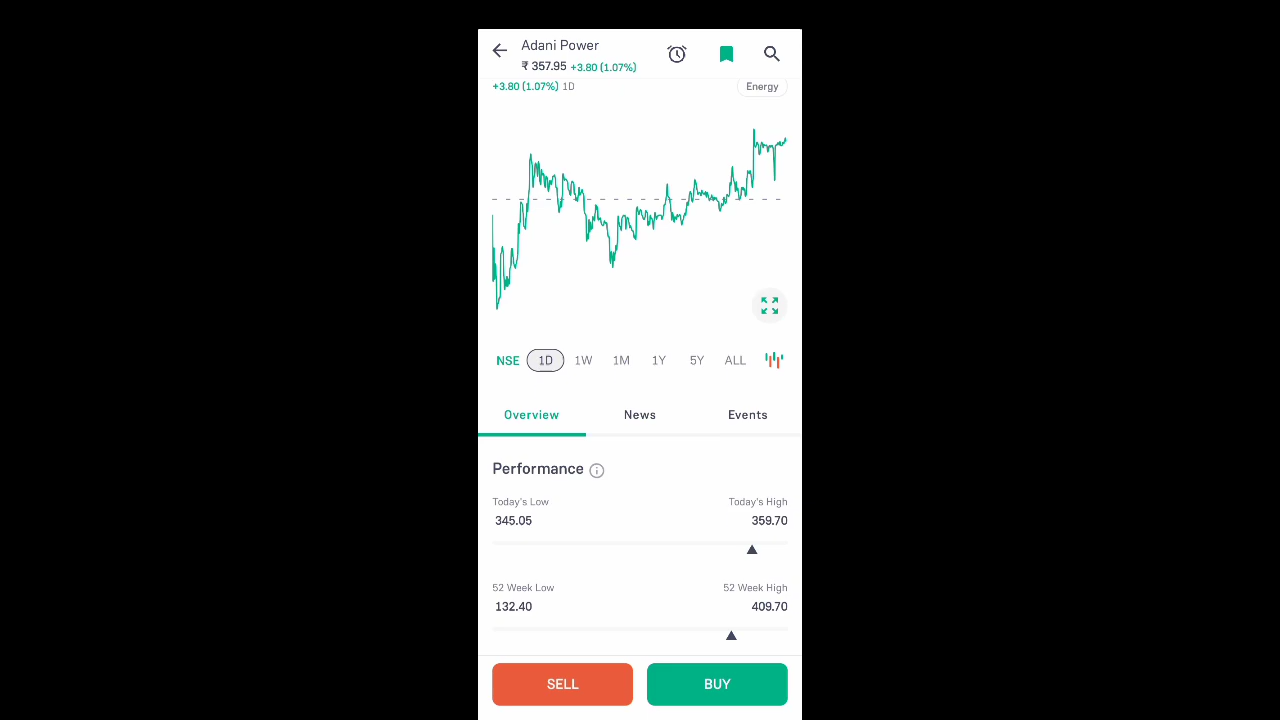 Adani Power
₹ 357.95 +3.80 (1.07%)
+3.80 (1.07%) 1D
Energy
NSE 1D 1W 1M 1Y 5Y ALL
Overview News Events
Performance
Today's Low Today's High
345.05 359.70
52 Week Low 52 Week High
132.40 409.70
SELL BUY